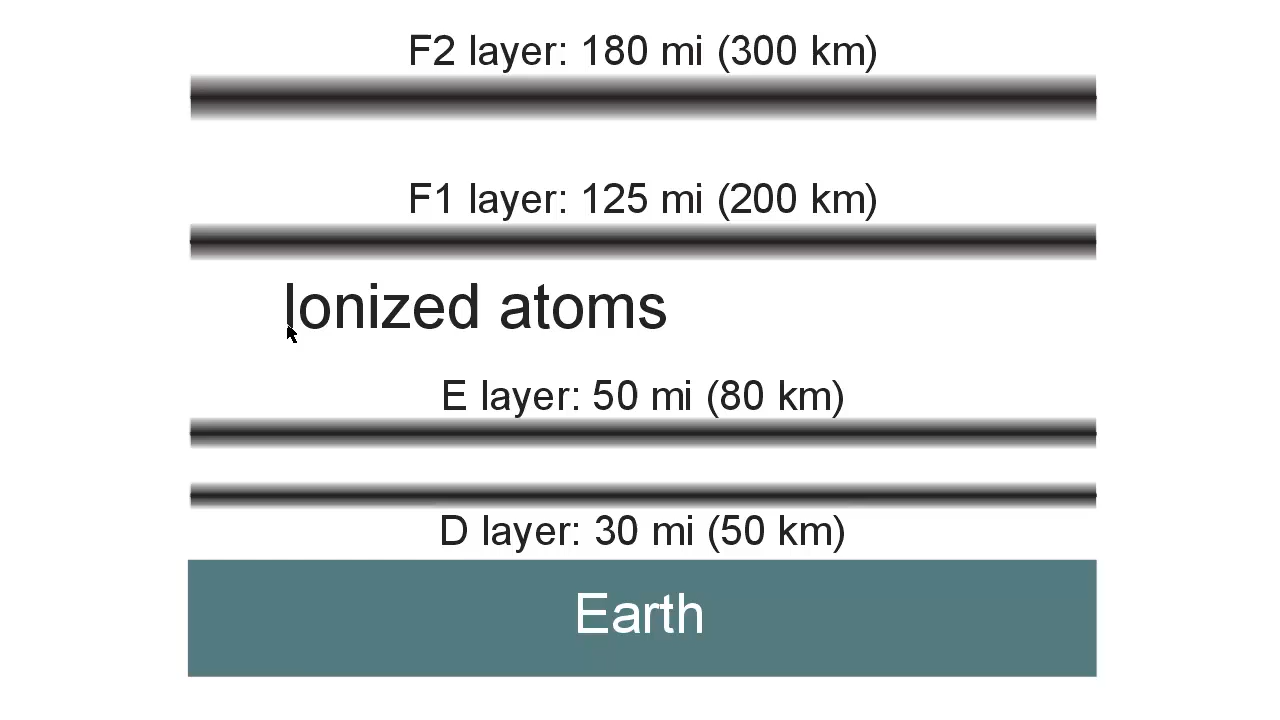 F2 layer: 180 mi (300 km)
F1 layer: 125 mi (200 km)
Ionized atoms
E layer: 50 mi (80 km)
D layer: 30 mi (50 km)
Earth